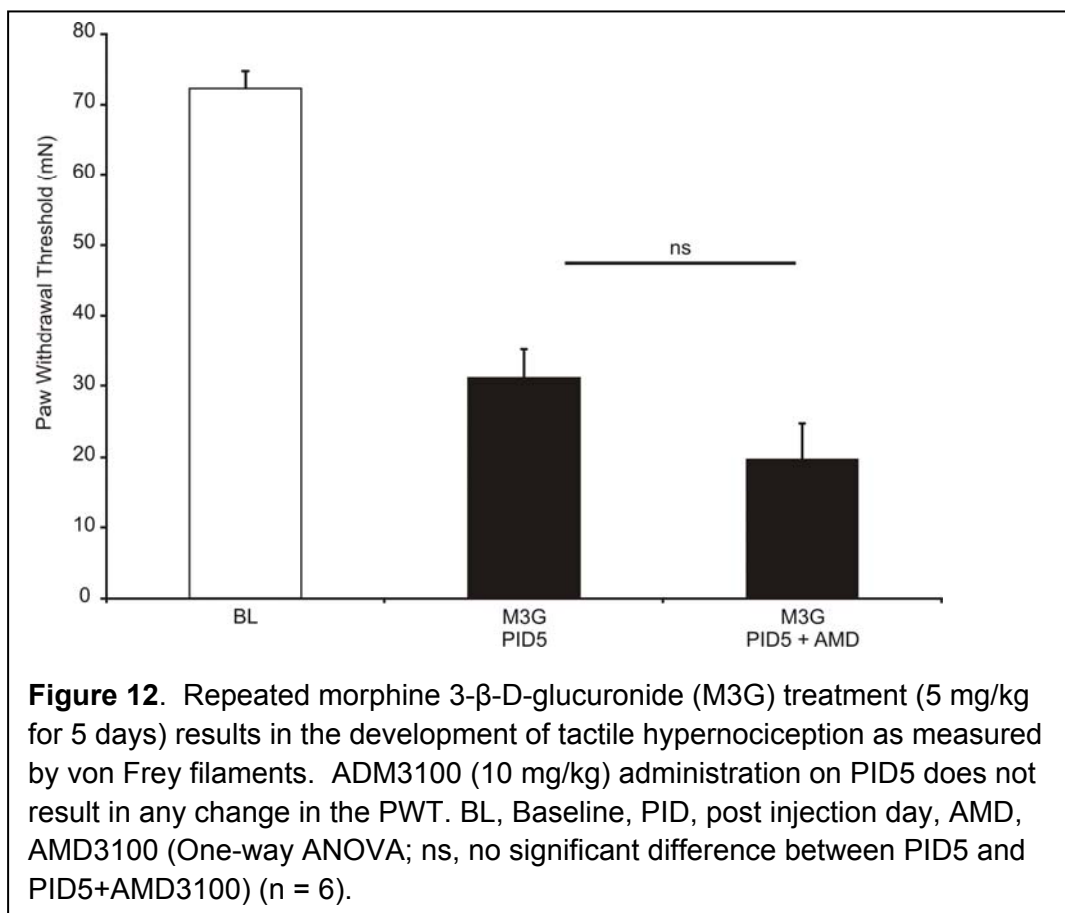 80
70
60
50
40
30
20
10
0
Paw Withdrawal Threshold (mN)
ns
BL
M3G
PID5
M3G
PID5 + AMD
Figure 12.  Repeated morphine 3-β-D-glucuronide (M3G) treatment (5 mg/kg
for 5 days) results in the development of tactile hypernociception as measured
by von Frey filaments.  ADM3100 (10 mg/kg) administration on PID5 does not
result in any change in the PWT. BL, Baseline, PID, post injection day, AMD,
AMD3100 (One-way ANOVA; ns, no significant difference between PID5 and
PID5+AMD3100) (n = 6).